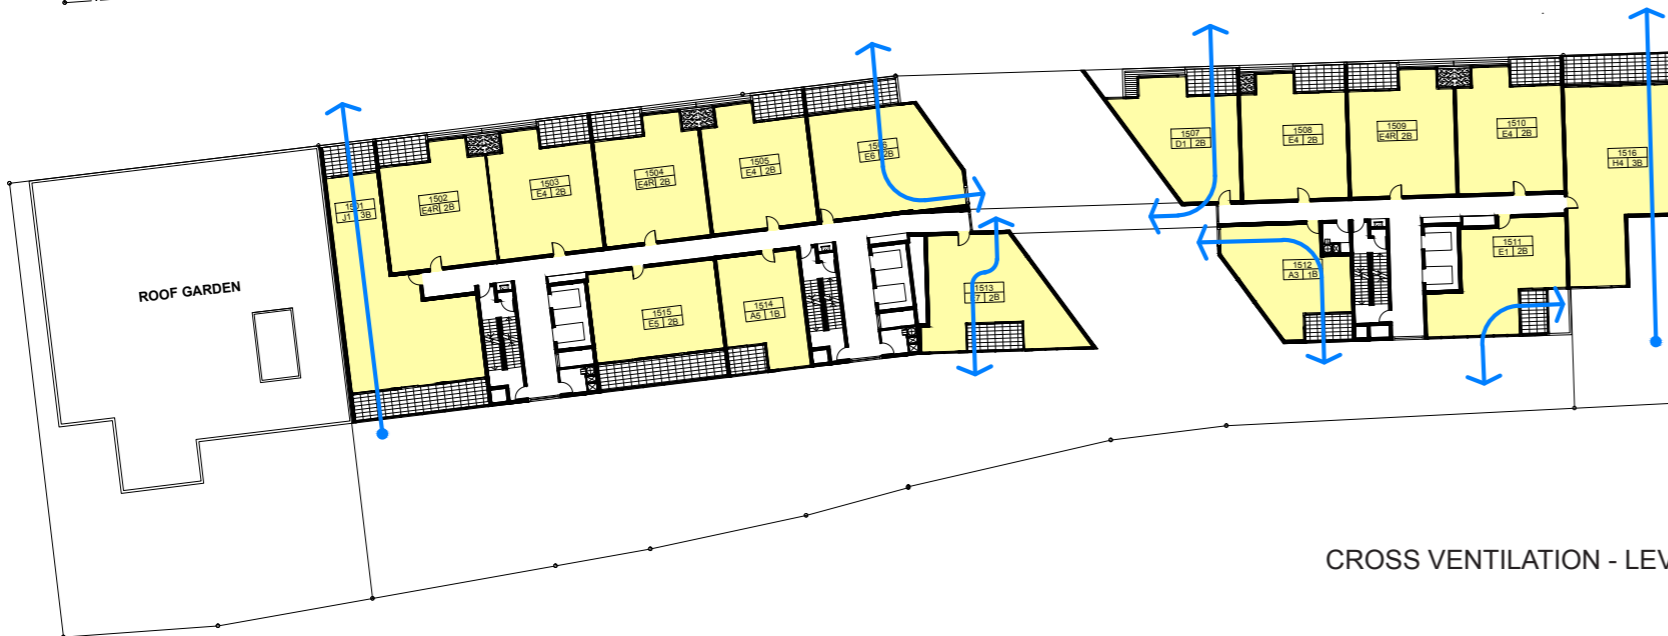 ROOF GARDEN
1501
J1 3B
1502
E4R 2B
1503
E4 2B
1504
E4R 2B
1505
E4 2B
E6 2B
1507
D1 2B
1508
E4 2B
1509
E4R 2B
1510
E4 2B
1516
H4 3B
1515
E5 2B
1514
A5 1B
1513
2B
1512
A3 1B
1511
E1 2B
CROSS VENTILATION - LEV